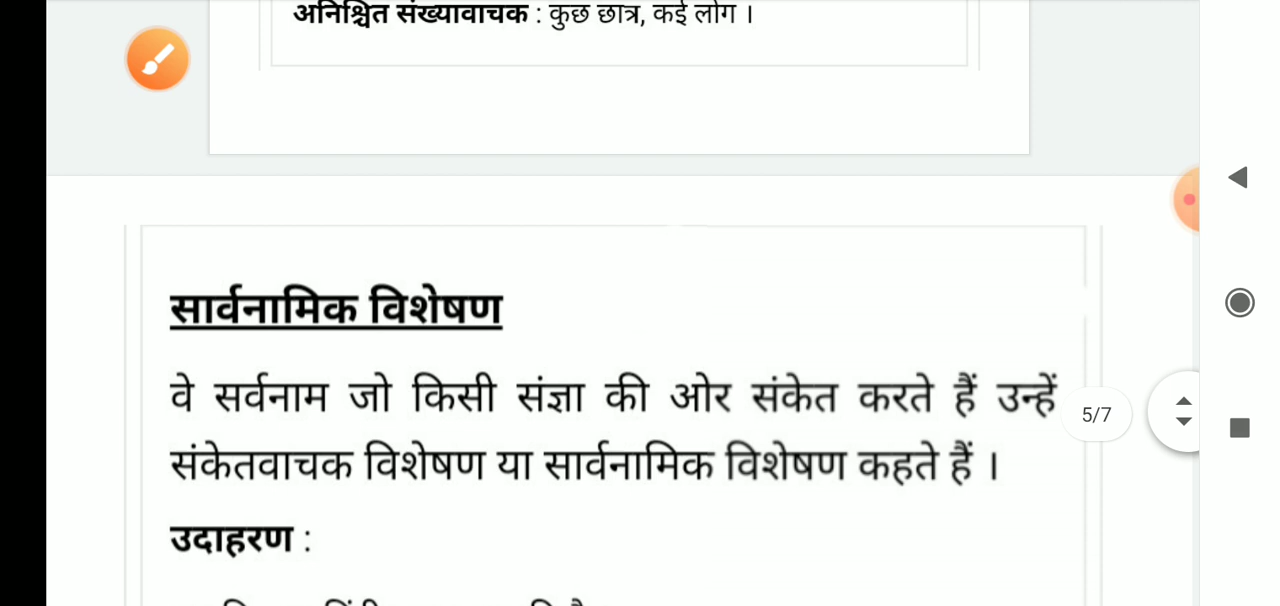 अनिश्चित संख्यावाचक : कुछ छात्र, कई लोग ।
सार्वनामिक विशेषण
वे सर्वनाम जो किसी संज्ञा की ओर संकेत करते हैं उन्हें
5/7
संकेतवाचक विशेषण या सार्वनामिक विशेषण कहते हैं ।
उदाहरण :